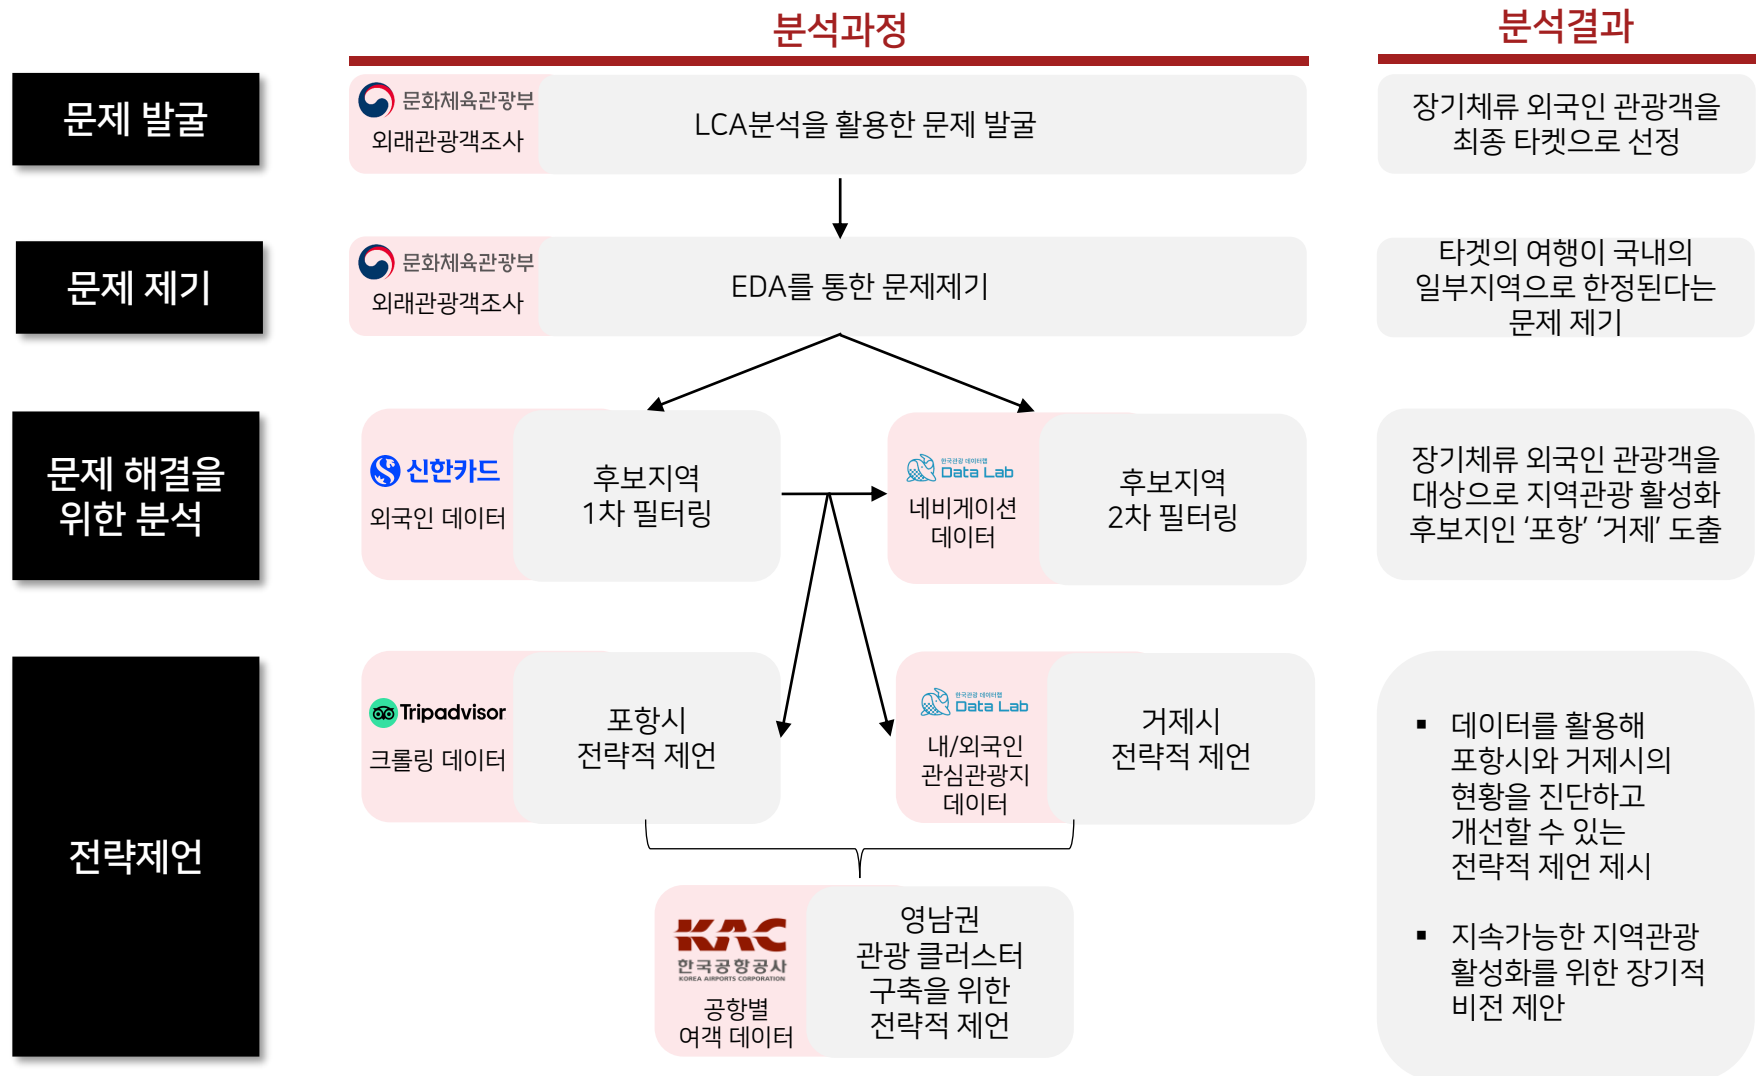 분석과정
분석결과
문제 발굴
문화체육관광부
외래관광객조사
LCA분석을 활용한 문제 발굴
장기체류 외국인 관광객을
최종 타켓으로 선정
문제 제기
문화체육관광부
외래관광객조사
EDA를 통한 문제제기
타겟의 여행이 국내의
일부지역으로 한정된다는
문제 제기
문제 해결을
위한 분석
신한카드
외국인 데이터
후보지역
1차 필터링
한국관광 데이터랩
Data Lab
네비게이션
데이터
후보지역
2차 필터링
장기체류 외국인 관광객을
대상으로 지역관광 활성화
후보지인 ‘포항’ ‘거제’ 도출
전략제언
Tripadvisor
크롤링 데이터
포항시
전략적 제언
한국관광 데이터랩
Data Lab
내/외국인
관심관광지
데이터
거제시
전략적 제언
KAC
한국공항공사
KOREA AIRPORTS CORPORATION
공항별
여객 데이터
영남권
관광 클러스터
구축을 위한
전략적 제언
▪ 데이터를 활용해
포항시와 거제시의
현황을 진단하고
개선할 수 있는
전략적 제언 제시
▪ 지속가능한 지역관광
활성화를 위한 장기적
비전 제안